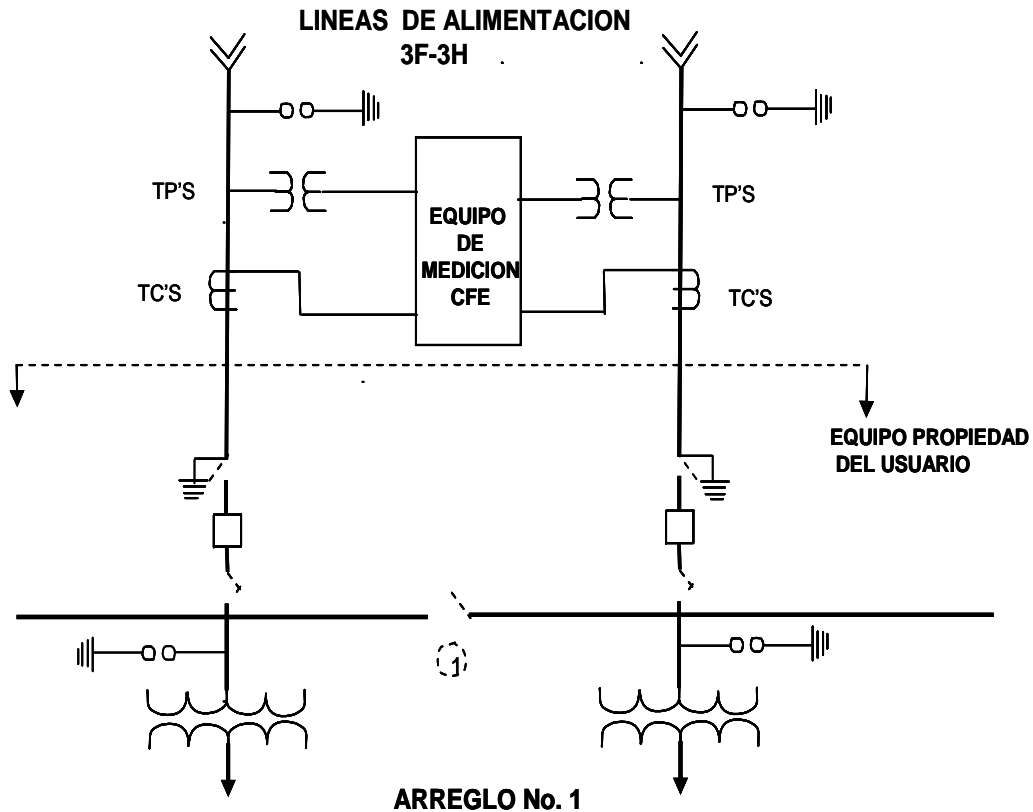 LINEAS DE ALIMENTACION
3F-3H
TP'S
TP'S
EQUIPO
DE
MEDICION
CFE
TC'S
TC'S
EQUIPO PROPIEDAD
DEL USUARIO
1
ARREGLO No. 1